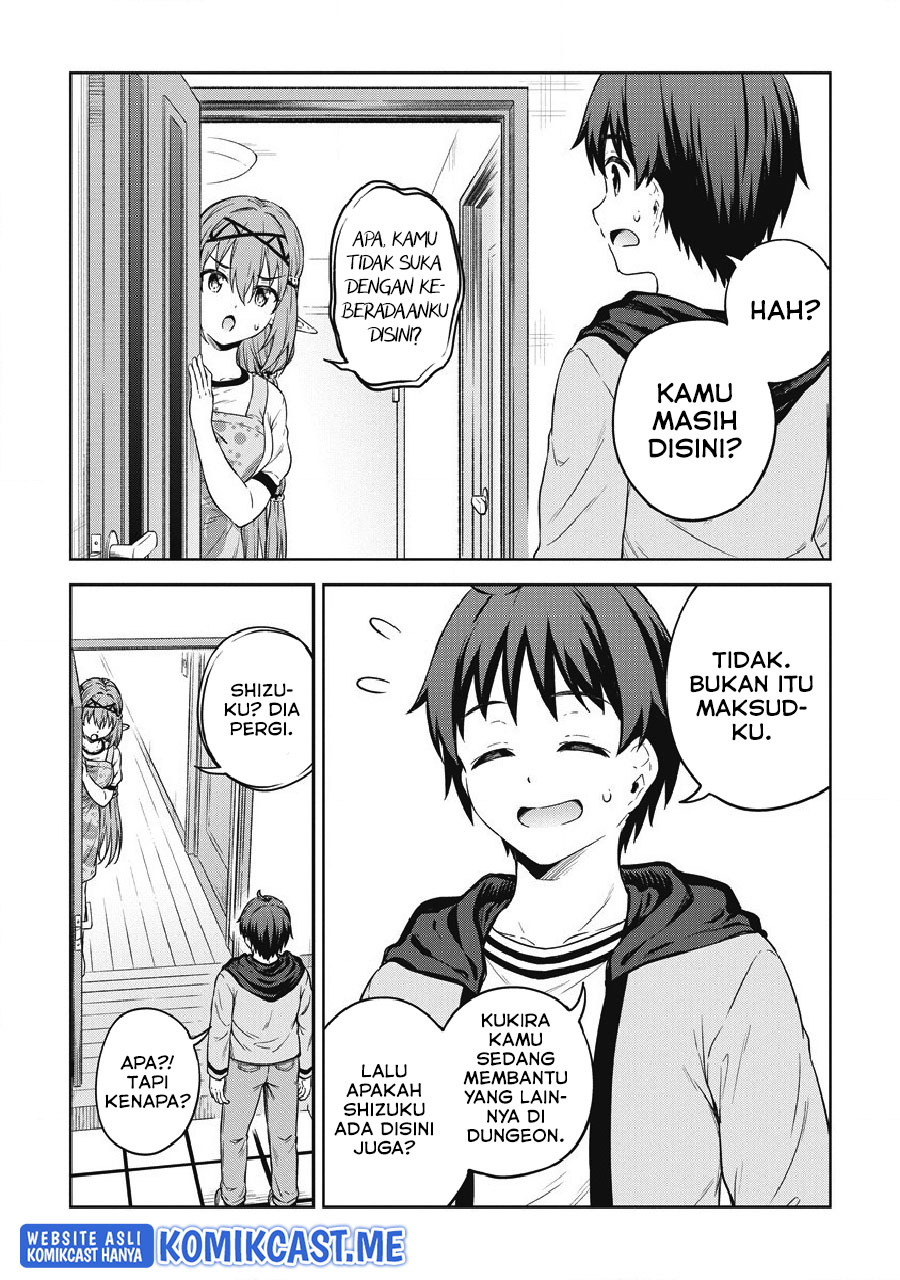 HAH?
KAMU
MASIH
DISINI?
APA, KAMU
TIDAK SUKA
DENGAN KE-
BERADAANKU
DISINI?
TIDAK.
BUKAN ITU
MAKSUD-
KU.
KUKIRA
KAMU
SEDANG
MEMBANTU
YANG LAIN-
NYA DI
DUNGEON.
LALU
APAKAH
SHIZUKU
ADA DISINI
JUGA?
SHIZU-
KU? DIA
PERGI.
APA?!
TAPI
KENAPA?
WEBSITE ASLI
KOMIKCAST HANYA
KOMIKCAST.ME